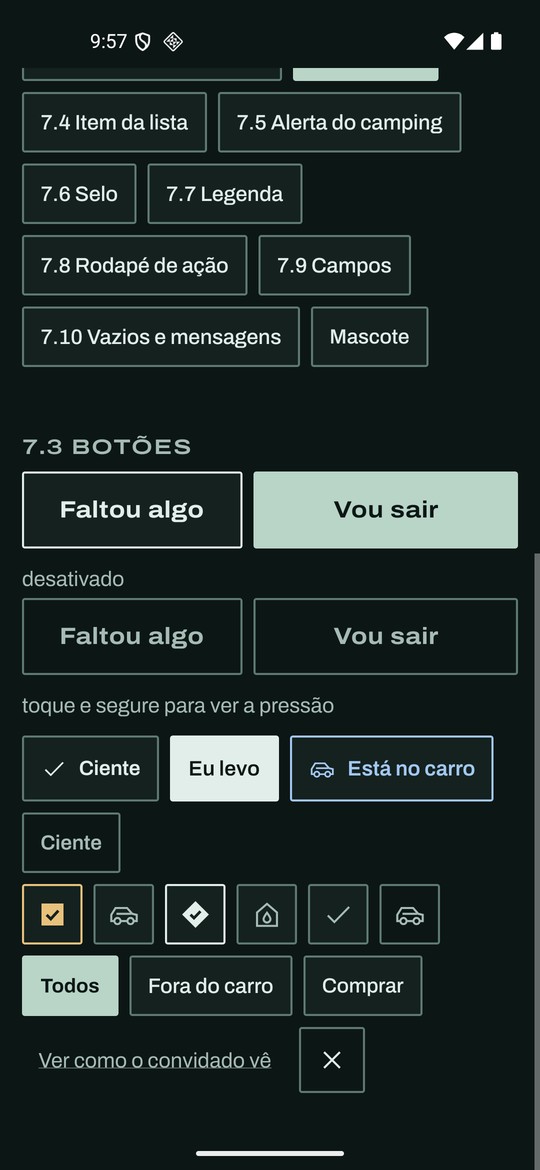 9:57
7.4 Item da lista
7.5 Alerta do camping
7.6 Selo
7.7 Legenda
7.8 Rodapé de ação
7.9 Campos
7.10 Vazios e mensagens
Mascote
7.3 BOTÕES
Faltou algo
Vou sair
desativado
Faltou algo
Vou sair
toque e segure para ver a pressão
Ciente
Eu levo
Está no carro
Ciente
Todos
Fora do carro
Comprar
Ver como o convidado vê